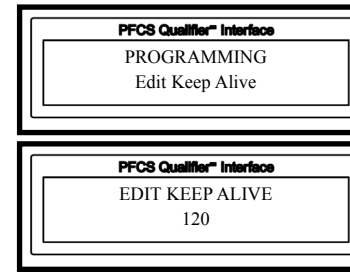 PFCS Qualifier™ Interface
PROGRAMMING
Edit Keep Alive
PFCS Qualifier™ Interface
EDIT KEEP ALIVE
120